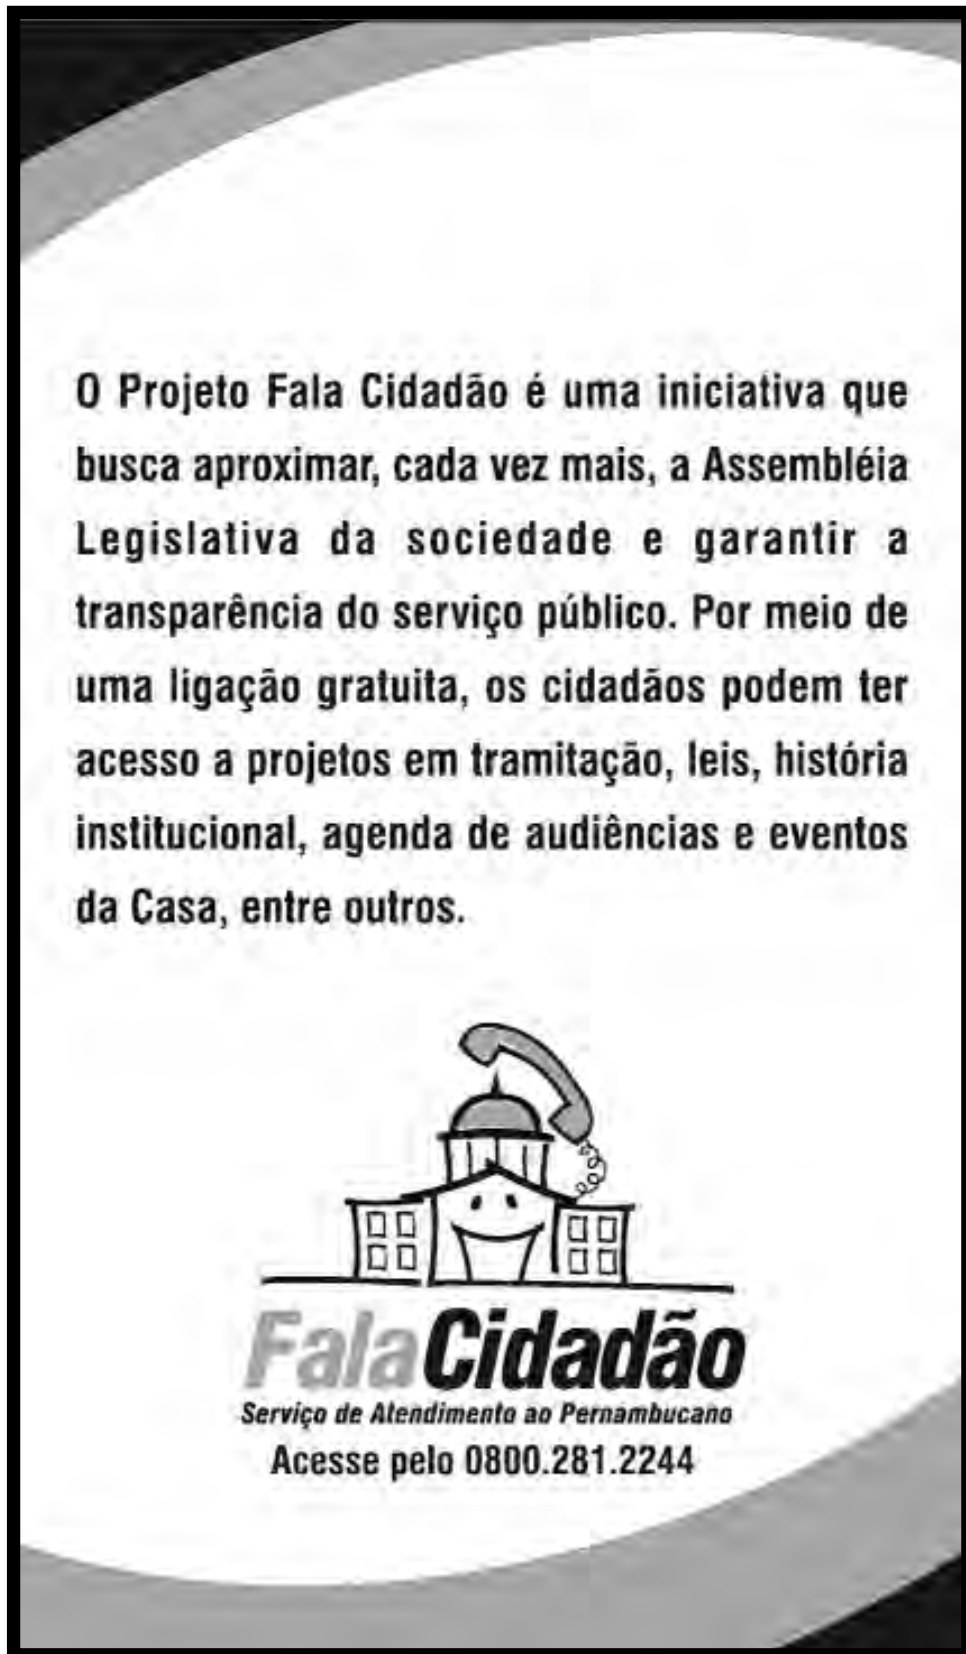 O Projeto Fala Cidadão é uma iniciativa que
busca aproximar, cada vez mais, a Assembléia
Legislativa da sociedade e garantir a
transparência do serviço público. Por meio de
uma ligação gratuita, os cidadãos podem ter
acesso a projetos em tramitação, leis, história
institucional, agenda de audiências e eventos
da Casa, entre outros.
FalaCidadão
Serviço de Atendimento ao Pernambucano
Acesse pelo 0800.281.2244